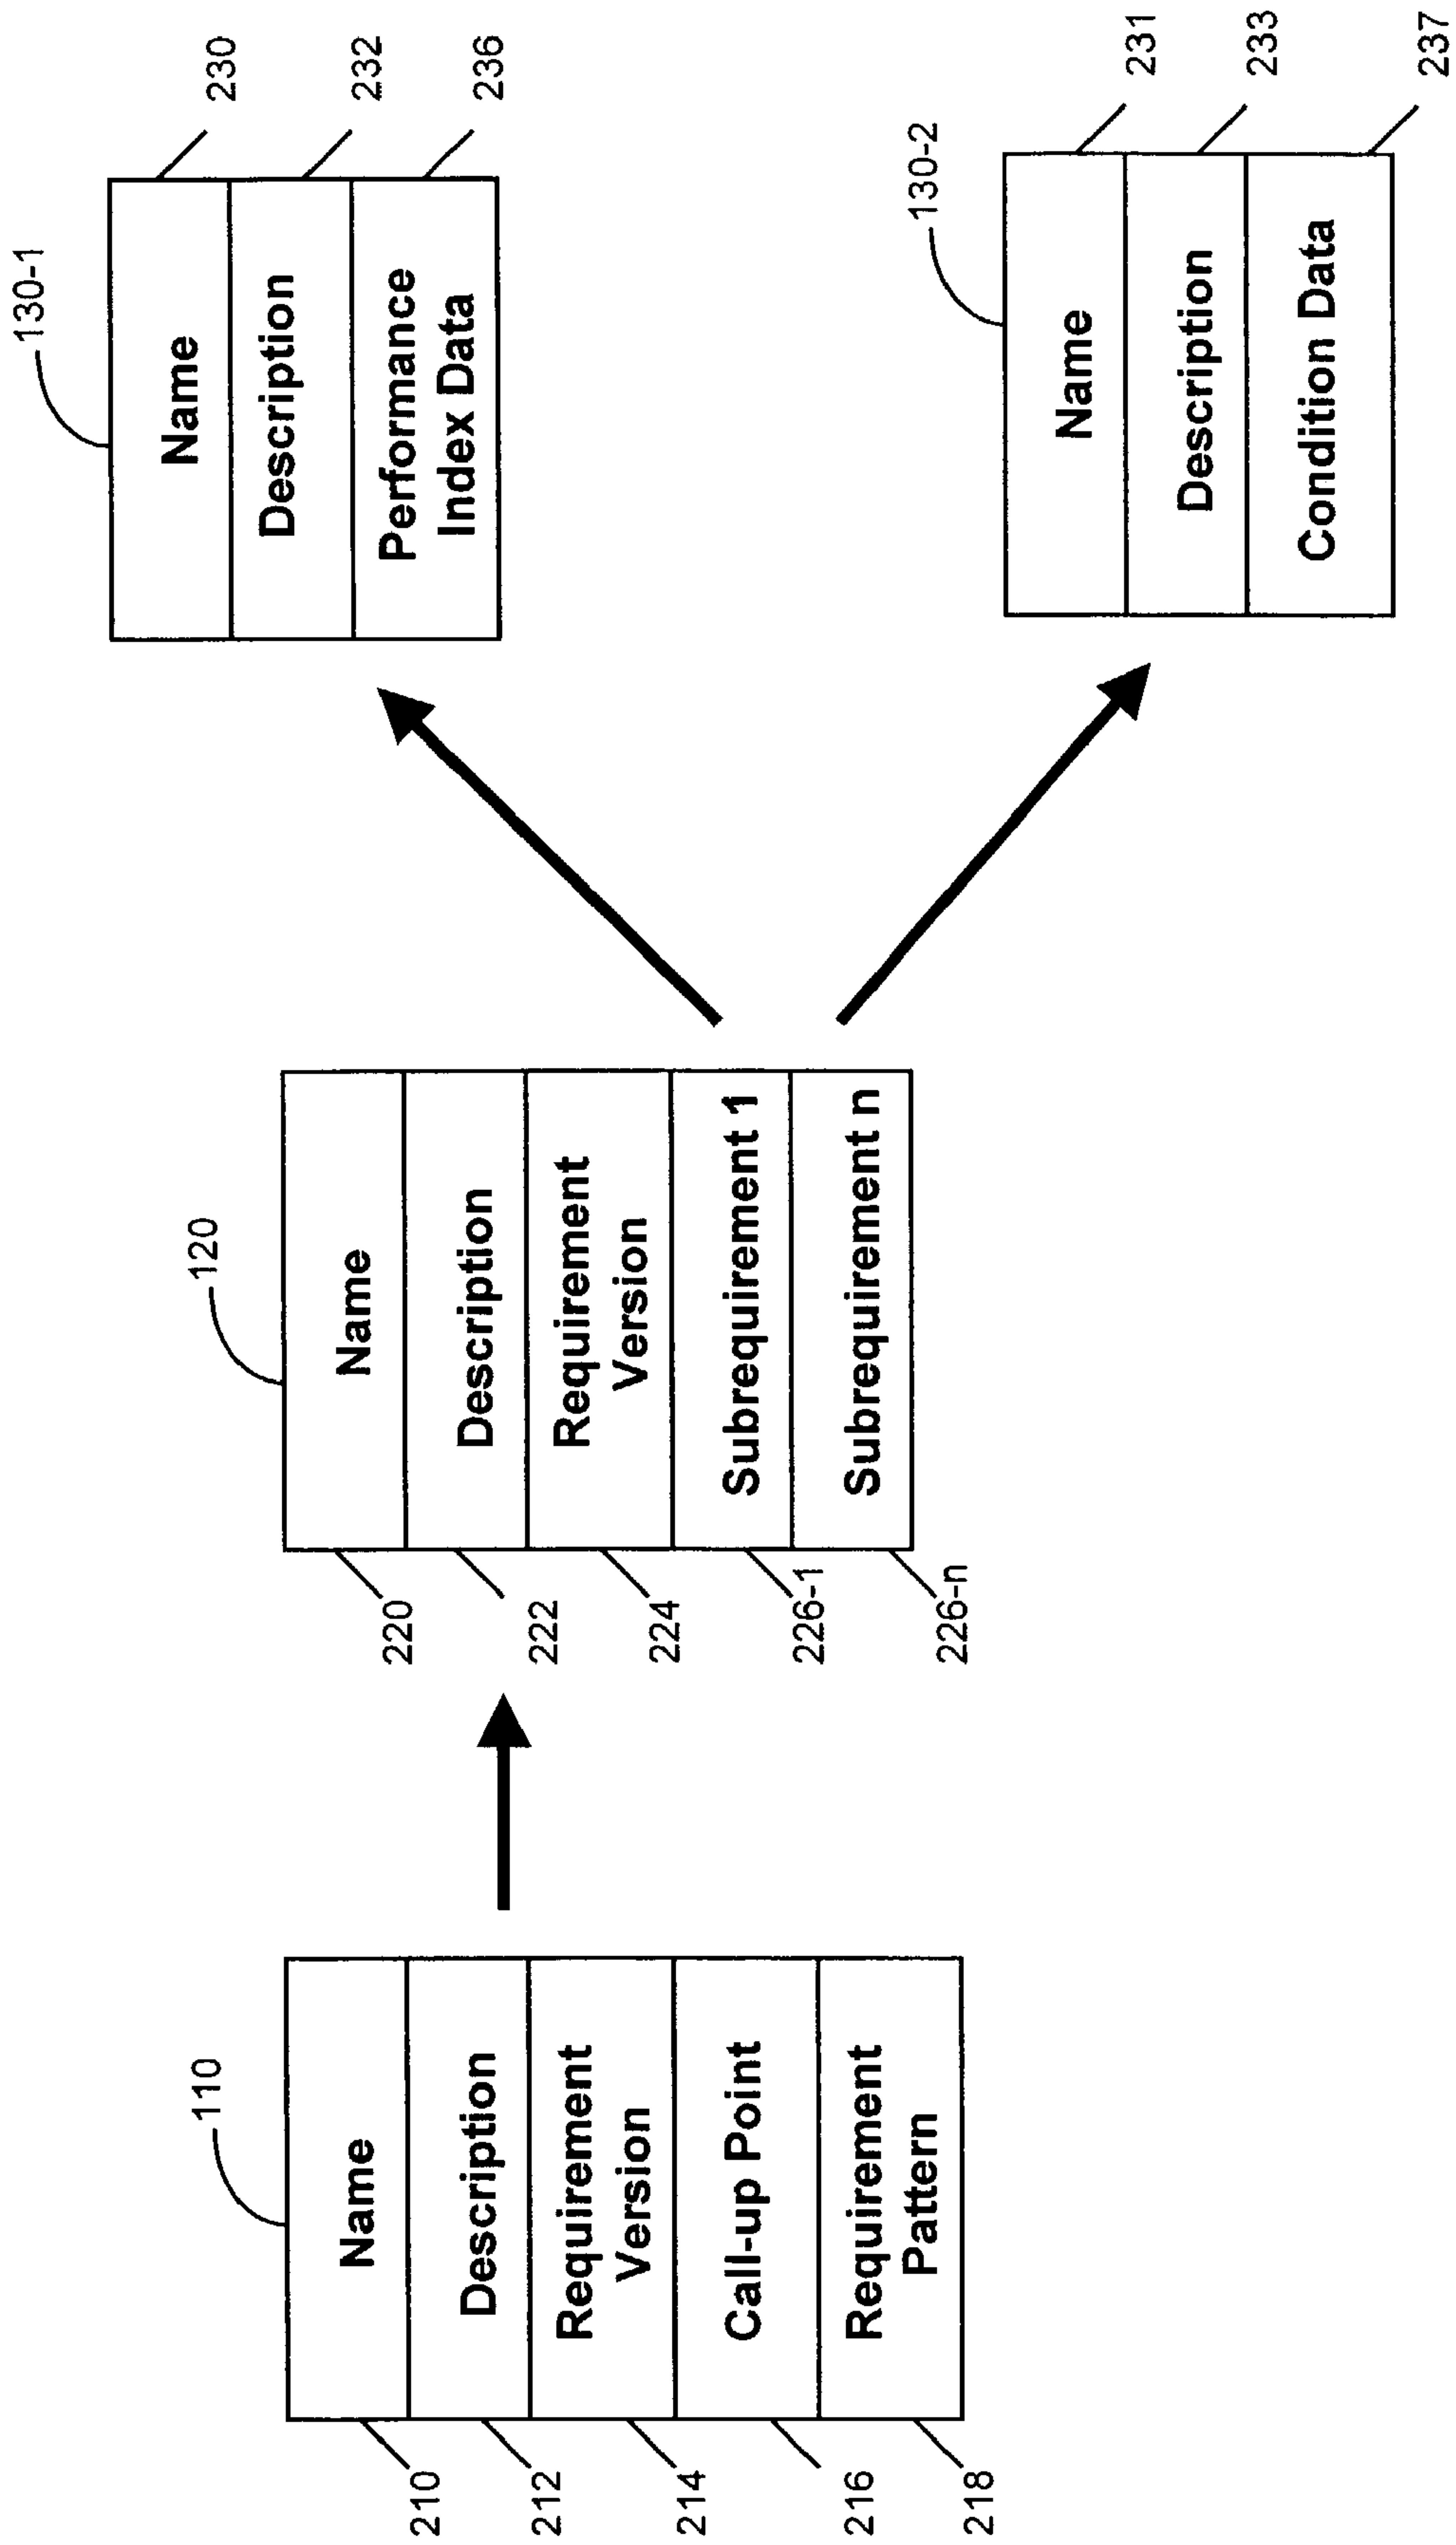 110
Name
Description
Requirement
Version
Call-up Point
Requirement
Pattern
210
212
214
216
218
120
Name
Description
Requirement
Version
Subrequirement 1
Subrequirement n
220
222
224
226-1
226-n
130-1
Name
Description
Performance
Index Data
230
232
236
130-2
Name
Description
Condition Data
231
233
237